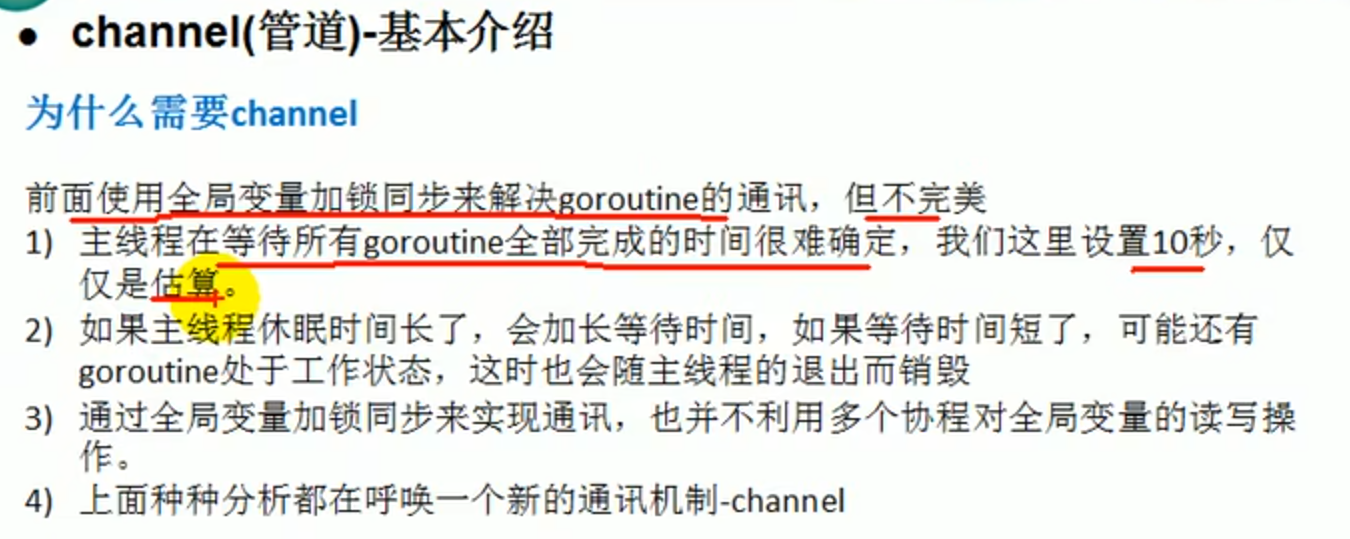 ● channel(管道)-基本介绍
为什么需要channel
前面使用全局变量加锁同步来解决goroutine的通讯，但不完美
1) 主线程在等待所有goroutine全部完成的时间很难确定，我们这里设置10秒，仅
仅是估算。
2) 如果主线程休眠时间长了，会加长等待时间，如果等待时间短了，可能还有
goroutine处于工作状态，这时也会随主线程的退出而销毁
3) 通过全局变量加锁同步来实现通讯，也并不利用多个协程对全局变量的读写操
作。
4) 上面种种分析都在呼唤一个新的通讯机制-channel